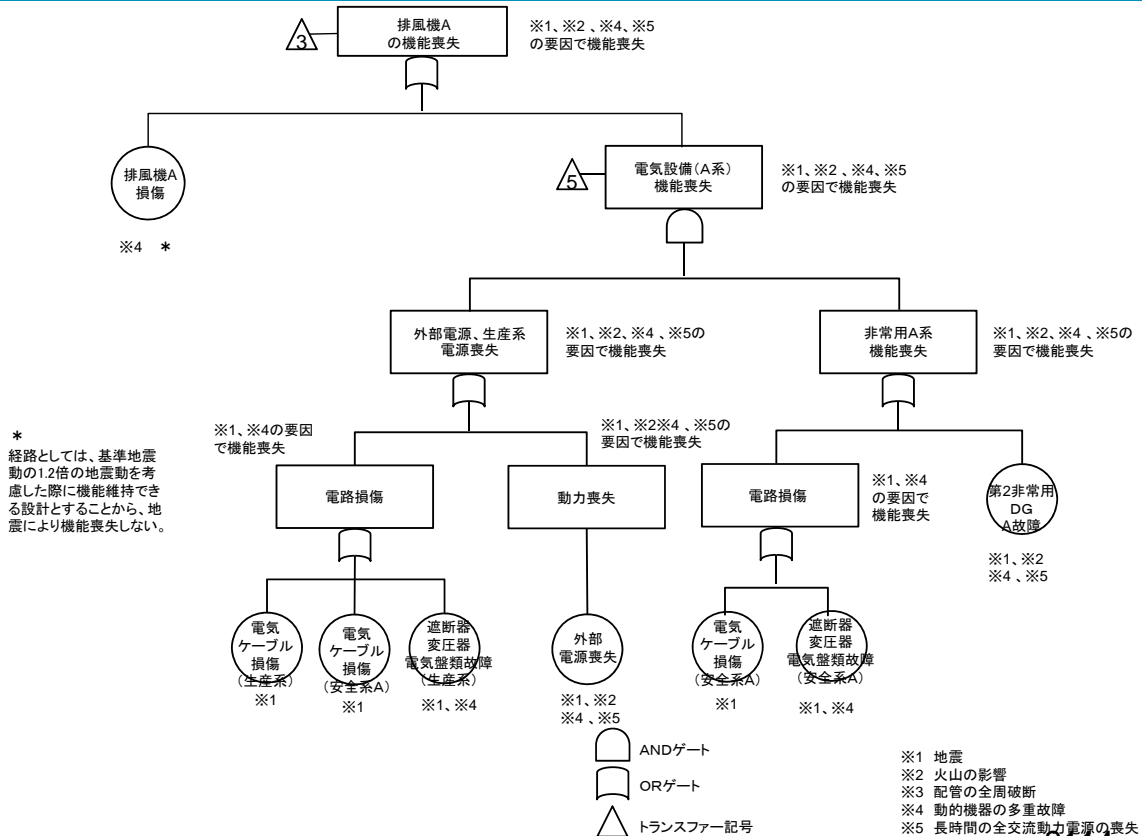 排風機A
の機能喪失
※1、※2 、※4、※5
の要因で機能喪失
3
排風機A
損傷
※4 *
5
電気設備(A系)
機能喪失
※1、※2 、※4、※5
の要因で機能喪失
外部電源、生産系
電源喪失
※1、※2、※4 、※5の
要因で機能喪失
非常用A系
機能喪失
※1、※2、※4 、※5の
要因で機能喪失
*
経路としては、基準地震
動の1.2倍の地震動を考
慮した際に機能維持でき
る設計とすることから、地
震により機能喪失しない。
※1、※4の要因
で機能喪失
電路損傷
※1、※2※4 、※5の
要因で機能喪失
動力喪失
電路損傷
※1、※4
の要因で
機能喪失
第2非常用
DG
A故障
※1、※2
※4 、※5
電気
ケーブル
損傷
(生産系)
※1
電気
ケーブル
損傷
(安全系A)
※1
遮断器
変圧器
電気盤類故障
(生産系)
※1、※4
外部
電源喪失
※1、※2
※4 、※5
電気
ケーブル
損傷
(安全系A)
※1
遮断器
変圧器
電気盤類故障
(安全系A)
※1、※4
ANDゲート
ORゲート
トランスファー記号
※1 地震
※2 火山の影響
※3 配管の全周破断
※4 動的機器の多重故障
※5 長時間の全交流動力電源の喪失